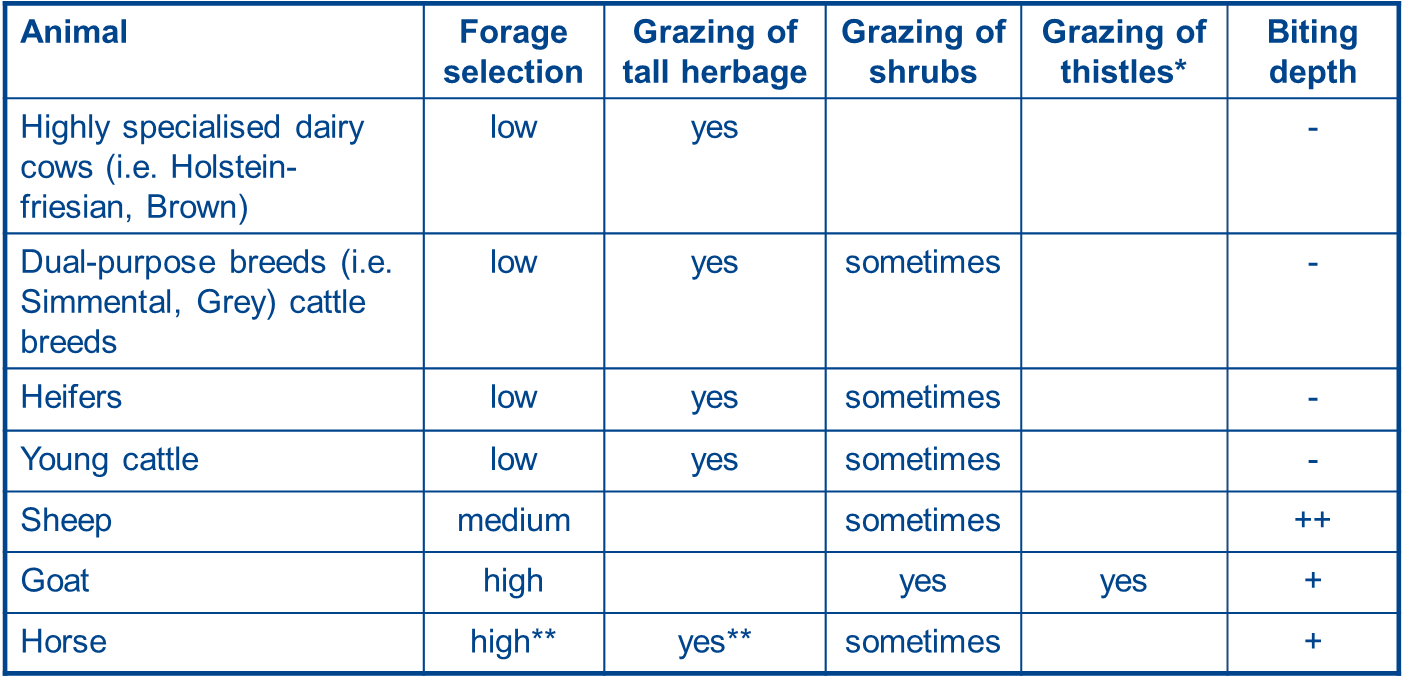 Animal
Forage selection
Grazing of tall herbage
Grazing of shrubs
Grazing of thistles*
Biting depth
Highly specialised dairy
cows (i.e. Holstein-
friesian, Brown)
low
yes
-
Dual-purpose breeds (i.e.
Simmental, Grey) cattle
breeds
low
yes
sometimes
-
Heifers
low
yes
sometimes
-
Young cattle
low
yes
sometimes
-
Sheep
medium
sometimes
++
Goat
high
yes
yes
+
Horse
high**
yes**
sometimes
+